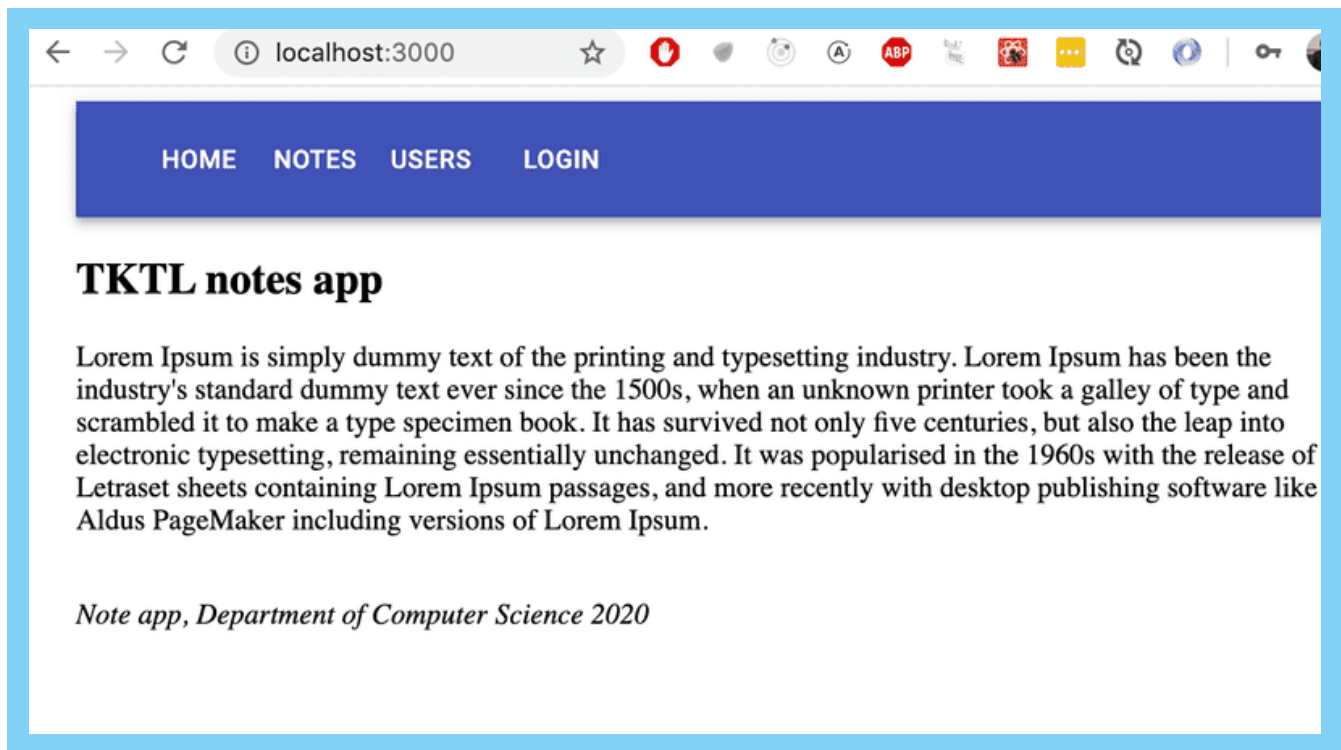 localhost:3000
A ABP
HOME NOTES USERS LOGIN
TKTL notes app
Lorem Ipsum is simply dummy text of the printing and typesetting industry. Lorem Ipsum has been the
industry's standard dummy text ever since the 1500s, when an unknown printer took a galley of type and
scrambled it to make a type specimen book. It has survived not only five centuries, but also the leap into
electronic typesetting, remaining essentially unchanged. It was popularised in the 1960s with the release of
Letraset sheets containing Lorem Ipsum passages, and more recently with desktop publishing software like
Aldus PageMaker including versions of Lorem Ipsum.
Note app, Department of Computer Science 2020